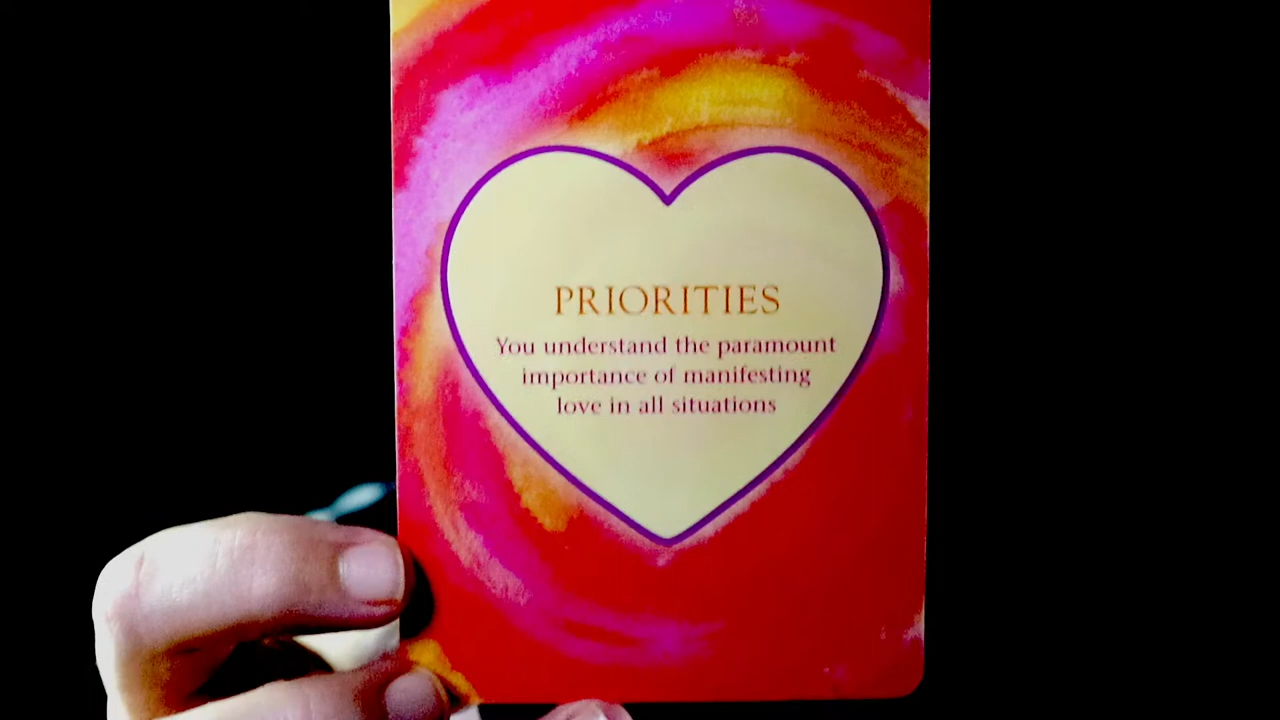 PRIORITIES
You understand the paramount
importance of manifesting
love in all situations